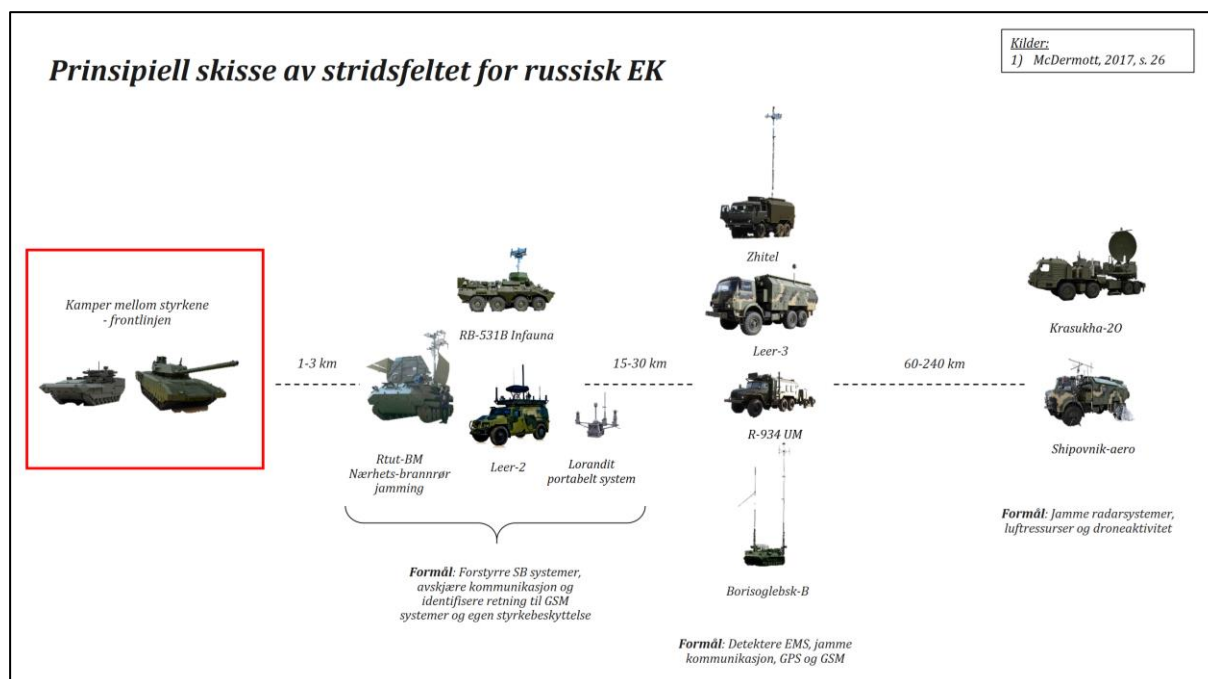 Prinsipiell skisse av stridsfeltet for russisk EK
Kilder:
1) McDermott, 2017, s. 26
Kamper mellom styrkene
- frontlinjen
1-3 km
RB-531B Infauna
Rtut-BM
Nærhets-brannrør
jamming
Leer-2
Lorandit
portabelt system
Formål: Forstyrre SB systemer,
avskjære kommunikasjon og
identifisere retning til GSM
systemer og egen styrkebeskyttelse
15-30 km
Zhitel
Leer-3
R-934 UM
Borisoglebsk-B
Formål: Detektere EMS, jamme
kommunikasjon, GPS og GSM
60-240 km
Krasukha-2O
Shipovnik-aero
Formål: Jamme radarsystemer,
luftressurser og droneaktivitet